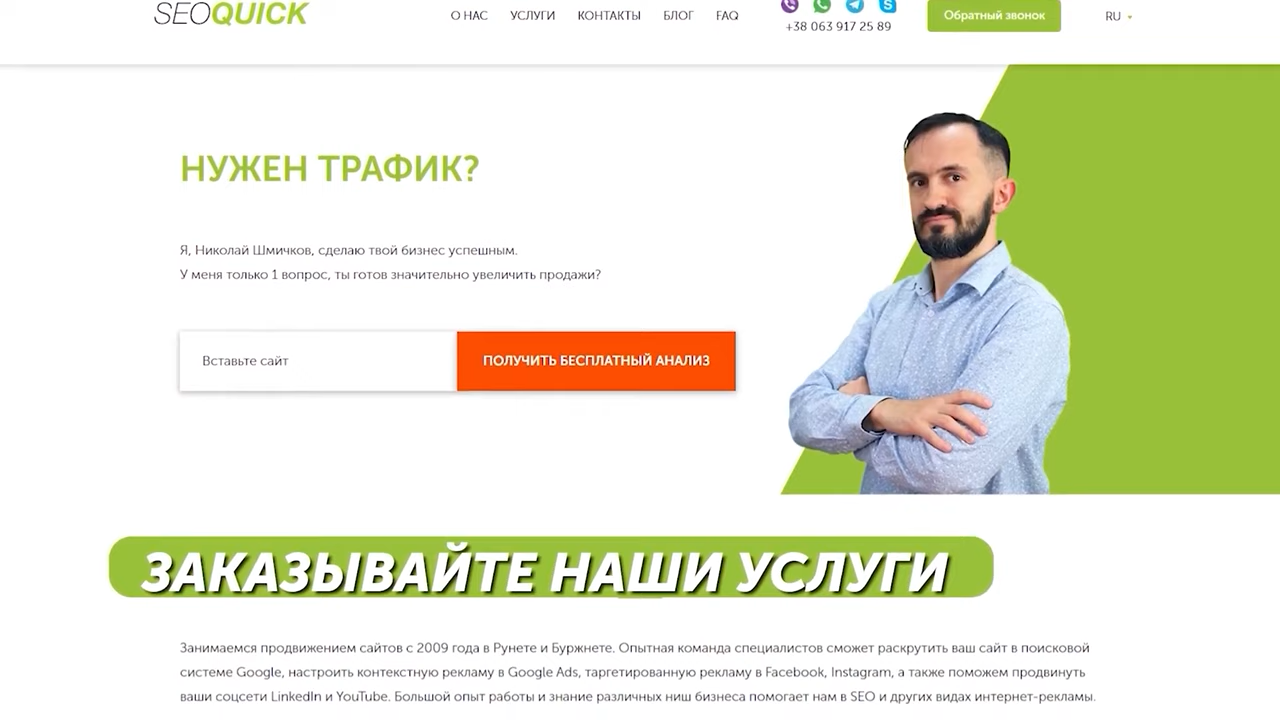 SEOQUICK
О НАС УСЛУГИ КОНТАКТЫ БЛОГ FAQ
+38 063 917 25 89
Обратный звонок
RU
НУЖЕН ТРАФИК?
Я, Николай Шмичков, сделаю твой бизнес успешным.
У меня только 1 вопрос, ты готов значительно увеличить продажи?
Вставьте сайт
ПОЛУЧИТЬ БЕСПЛАТНЫЙ АНАЛИЗ
ЗАКАЗЫВАЙТЕ НАШИ УСЛУГИ
Занимаемся продвижением сайтов с 2009 года в Рунете и Буржнете. Опытная команда специалистов сможет раскрутить ваш сайт в поисковой
системе Google, настроить контекстную рекламу в Google Ads, таргетированную рекламу в Facebook, Instagram, а также поможем продвинуть
ваши соцсети LinkedIn и YouTube. Большой опыт работы и знание различных ниш бизнеса помогает нам в SEO и других видах интернет-рекламы.